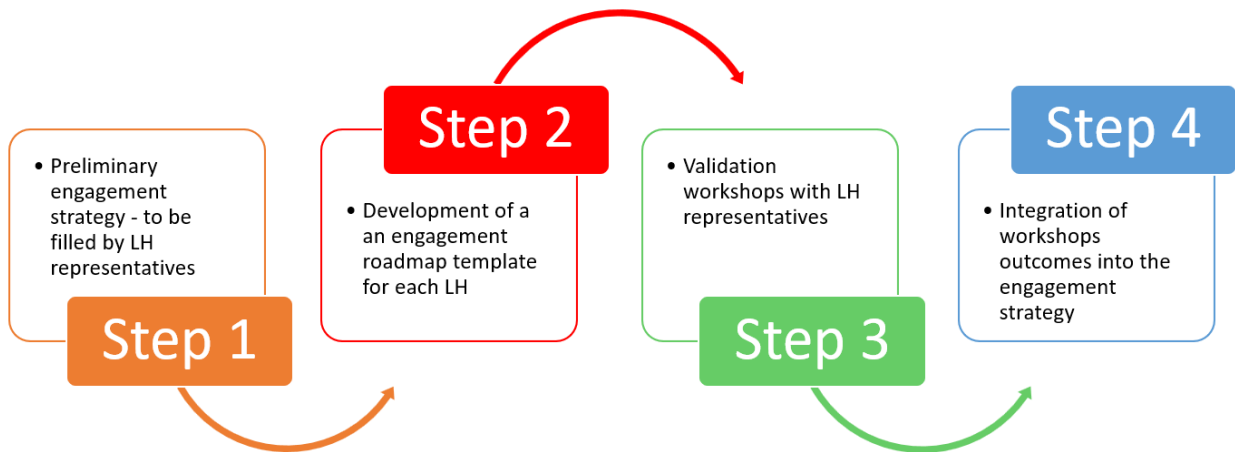 • Preliminary
engagement
strategy - to be
filled by LH
representatives
Step 1
Step 2
• Development of a
an engagement
roadmap template
for each LH
• Validation
workshops with LH
representatives
Step 3
Step 4
• Integration of
workshops
outcomes into the
engagement
strategy